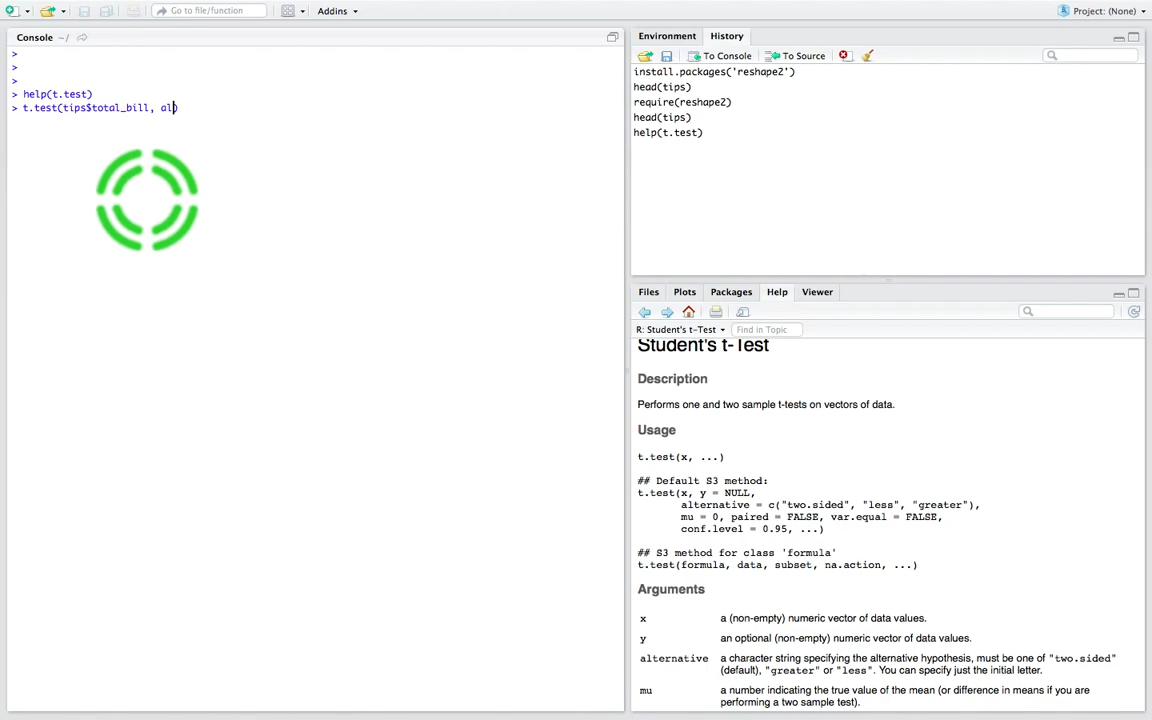 Go to file/function
Addins
Project: (None)
Console ~/
>
>
>
> help(t.test)
> t.test(tips$total_bill, al)
Environment History
To Console To Source
install.packages('reshape2')
head(tips)
require(reshape2)
head(tips)
help(t.test)
Files Plots Packages Help Viewer
R: Student's t-Test Find in Topic
Student's t-Test
Description
Performs one and two sample t-tests on vectors of data.
Usage
t.test(x, ...)
## Default S3 method:
t.test(x, y = NULL,
alternative = c("two.sided", "less", "greater"),
mu = 0, paired = FALSE, var.equal = FALSE,
conf.level = 0.95, ...)
## S3 method for class 'formula'
t.test(formula, data, subset, na.action, ...)
Arguments
x a (non-empty) numeric vector of data values.
y an optional (non-empty) numeric vector of data values.
alternative a character string specifying the alternative hypothesis, must be one of "two.sided"
(default), "greater" or "less". You can specify just the initial letter.
mu a number indicating the true value of the mean (or difference in means if you are
performing a two sample test).